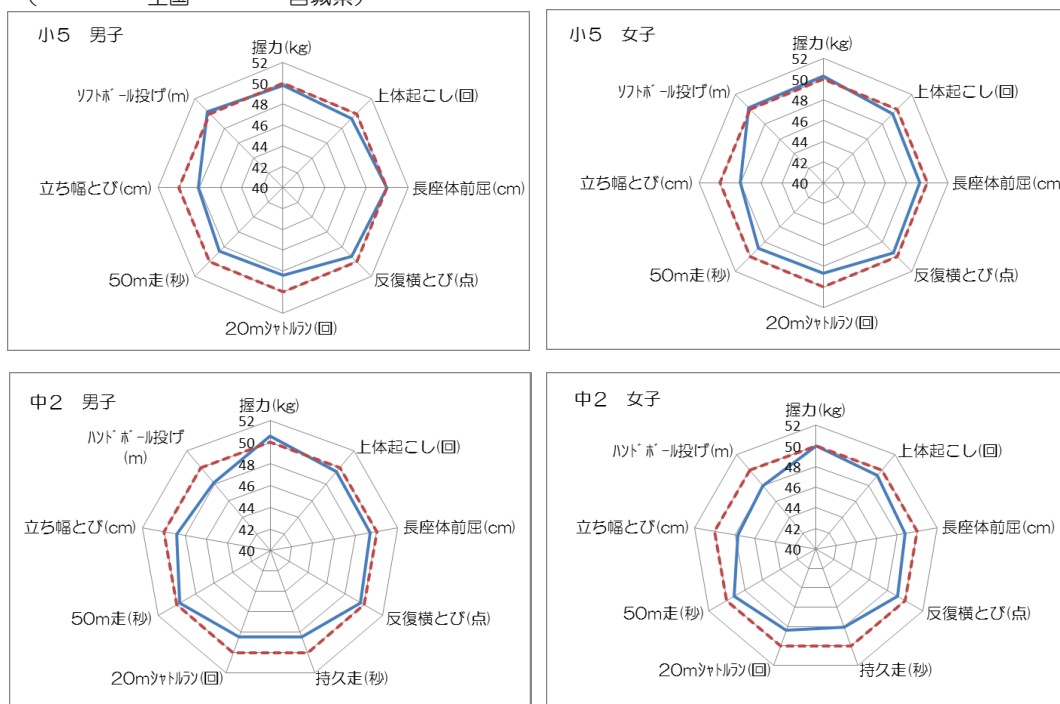 小5 男子
握力(kg)
上体起こし(回)
長座体前屈(cm)
反復横とび(点)
20mｼｬﾄﾙﾗﾝ(回)
50m走(秒)
立ち幅とび(cm)
ｿﾌﾄﾎﾞｰﾙ投げ(m)
52
50
48
46
44
42
40
小5 女子
握力(kg)
上体起こし(回)
長座体前屈(cm
反復横とび(点)
20mｼｬﾄﾙﾗﾝ(回)
50m走(秒)
立ち幅とび(cm)
ｿﾌﾄﾎﾞｰﾙ投げ(m)
52
50
48
46
44
42
40
中2 男子
握力(kg)
上体起こし(回)
長座体前屈(cm)
反復横とび(点)
持久走(秒)
20mｼｬﾄﾙﾗﾝ(回)
50m走(秒)
立ち幅とび(cm)
ﾊﾝﾄﾞﾎﾞｰﾙ投げ
(m)
52
50
48
46
44
42
40
中2 女子
握力(kg)
上体起こし(回)
長座体前屈(cm)
反復横とび(点)
持久走(秒)
20mｼｬﾄﾙﾗﾝ(回)
50m走(秒)
立ち幅とび(cm)
ﾊﾝﾄﾞﾎﾞｰﾙ投げ(m)
52
50
48
46
44
42
40